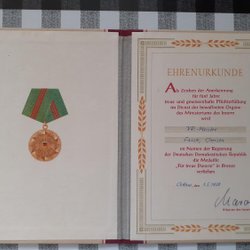 EHRENURKUNDE
Als Zeichen der Anerkennung
für fünf Jahre
treue und gewissenhafte Pflichterfüllung
im Dienst der bewaffneten Organe
des Ministeriums des Innern
wird
im Namen der Regierung
der Deutschen Demokratischen Republik
die Medaille
„Für treue Dienste" in Bronze
verliehen